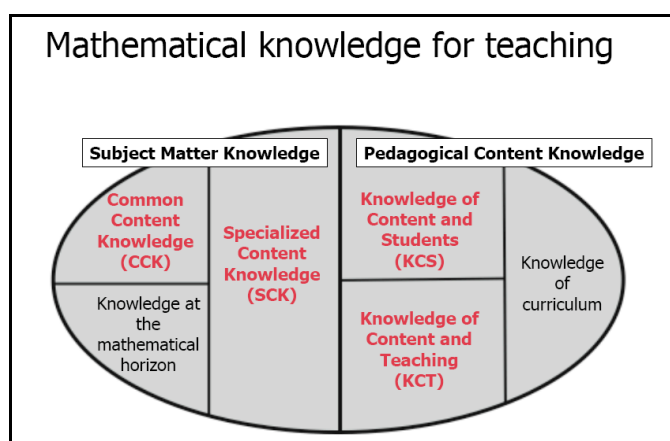 Mathematical knowledge for teaching
Subject Matter Knowledge
Pedagogical Content Knowledge
Common
Content
Knowledge
(CCK)
Knowledge at
the
mathematical
horizon
Specialized
Content
Knowledge
(SCK)
Knowledge of
Content and
Students
(KCS)
Knowledge of
Content and
Teaching
(KCT)
Knowledge
of
curriculum